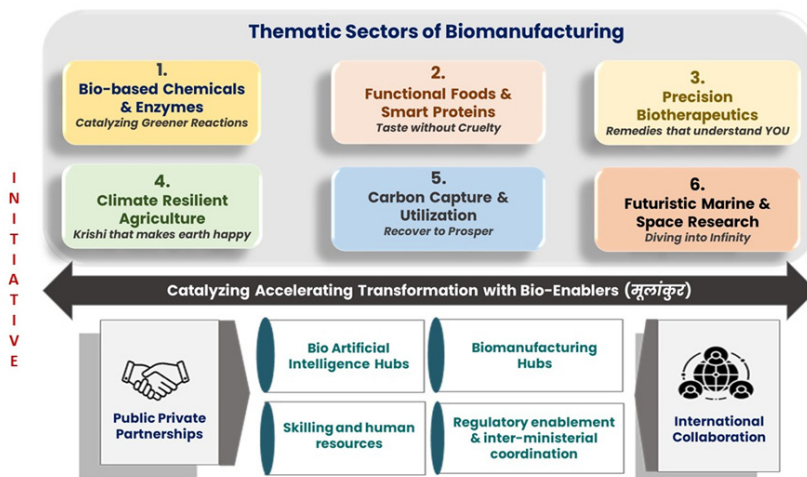 Thematic Sectors of Biomanufacturing
1.
Bio-based Chemicals
& Enzymes
Catalyzing Greener Reactions
2.
Functional Foods &
Smart Proteins
Taste without Cruelty
3.
Precision
Biotherapeutics
Remedies that understand YOU
4.
Climate Resilient
Agriculture
Krishi that makes earth happy
5.
Carbon Capture &
Utilization
Recover to Prosper
6.
Futuristic Marine &
Space Research
Diving into Infinity
INITIATIVE
Catalyzing Accelerating Transformation with Bio-Enablers (मूलांकुर)
Public Private
Partnerships
Bio Artificial
Intelligence Hubs
Biomanufacturing
Hubs
Skilling and human
resources
Regulatory enablement
& inter-ministerial
coordination
International
Collaboration